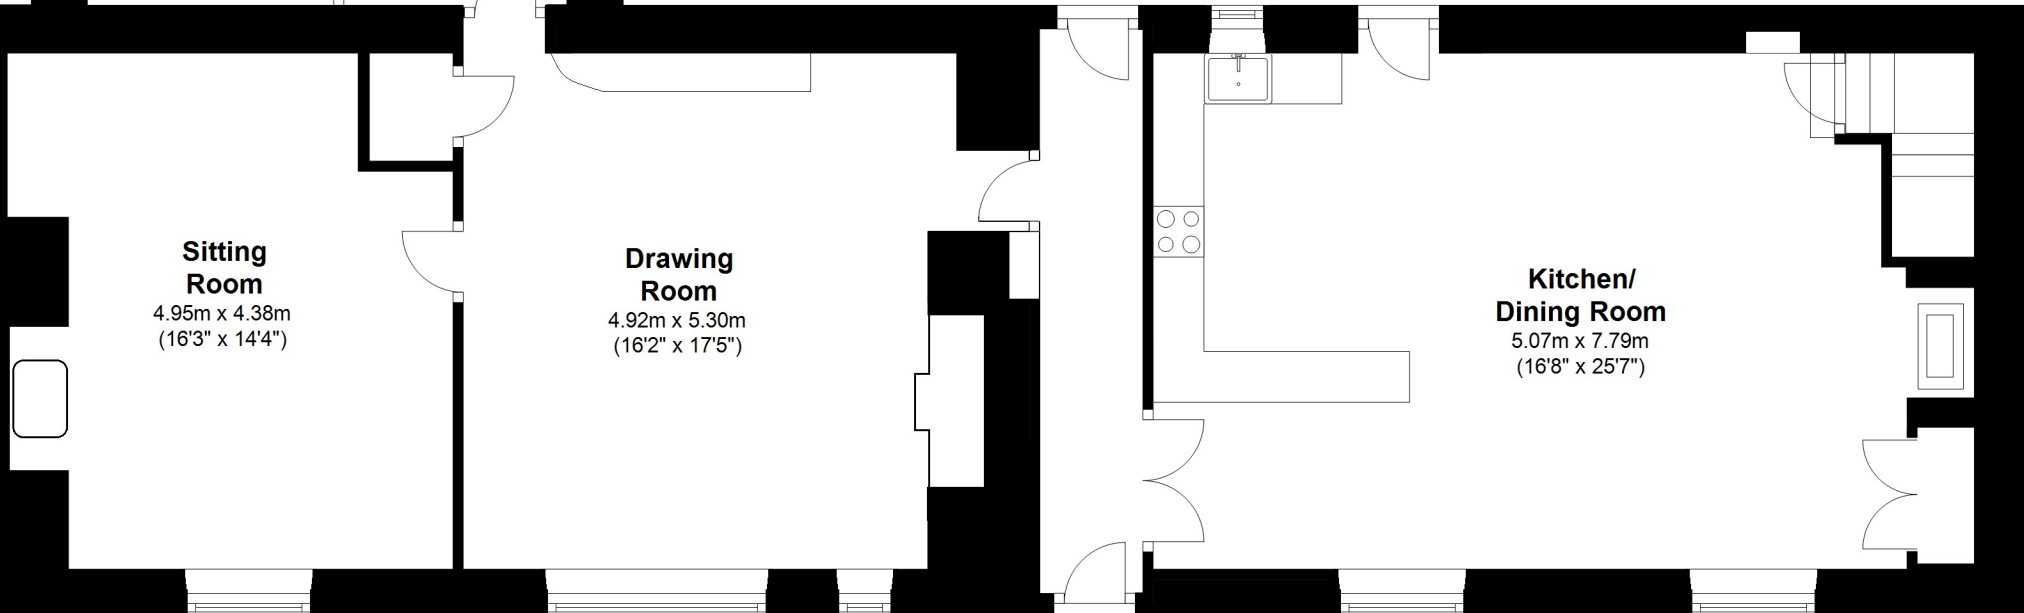 Sitting
Room
4.95m x 4.38m
(16'3" x 14'4")
Drawing
Room
4.92m x 5.30m
(16'2" x 17'5")
Kitchen/
Dining Room
5.07m x 7.79m
(16'8" x 25'7")